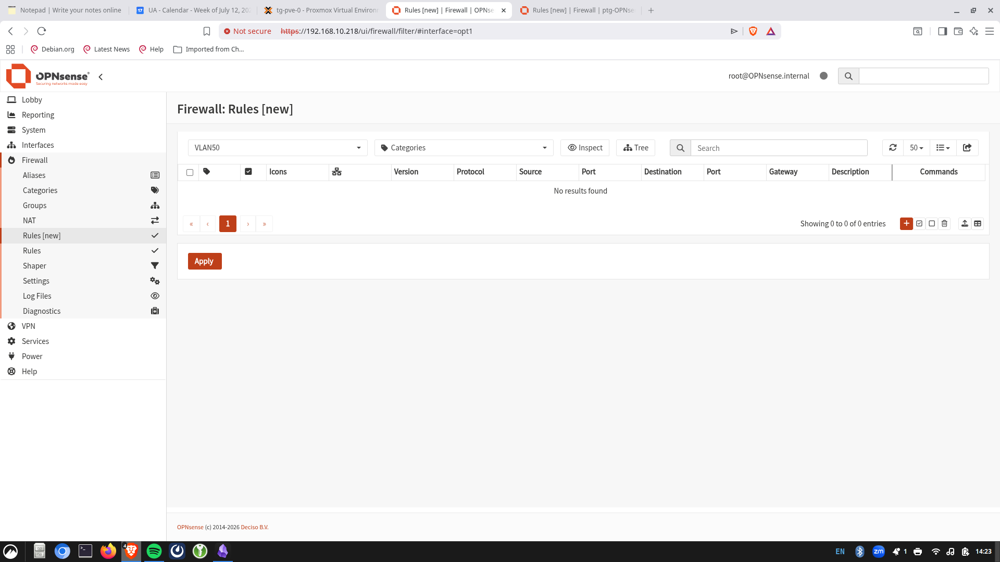 Notepad | Write your notes online
UA - Calendar - Week of July 12, 202
tg-pve-0 - Proxmox Virtual Environ
Rules [new] | Firewall | OPNse
Rules [new] | Firewall | ptg-OPNse
Not secure https://192.168.10.218/ui/firewall/filter/#interface=opt1
Debian.org Latest News Help Imported from Ch...
OPNsense®
Securing networks made easy
root@OPNsense.internal
Lobby
Reporting
System
Interfaces
Firewall
Aliases
Categories
Groups
NAT
Rules [new]
Rules
Shaper
Settings
Log Files
Diagnostics
VPN
Services
Power
Help
Firewall: Rules [new]
VLAN50 Categories Inspect Tree Search 50
Icons Version Protocol Source Port Destination Port Gateway Description Commands
No results found
« ‹ 1 › » Showing 0 to 0 of 0 entries
Apply
OPNsense (c) 2014-2026 Deciso B.V.
4 EN zm 1 14:23